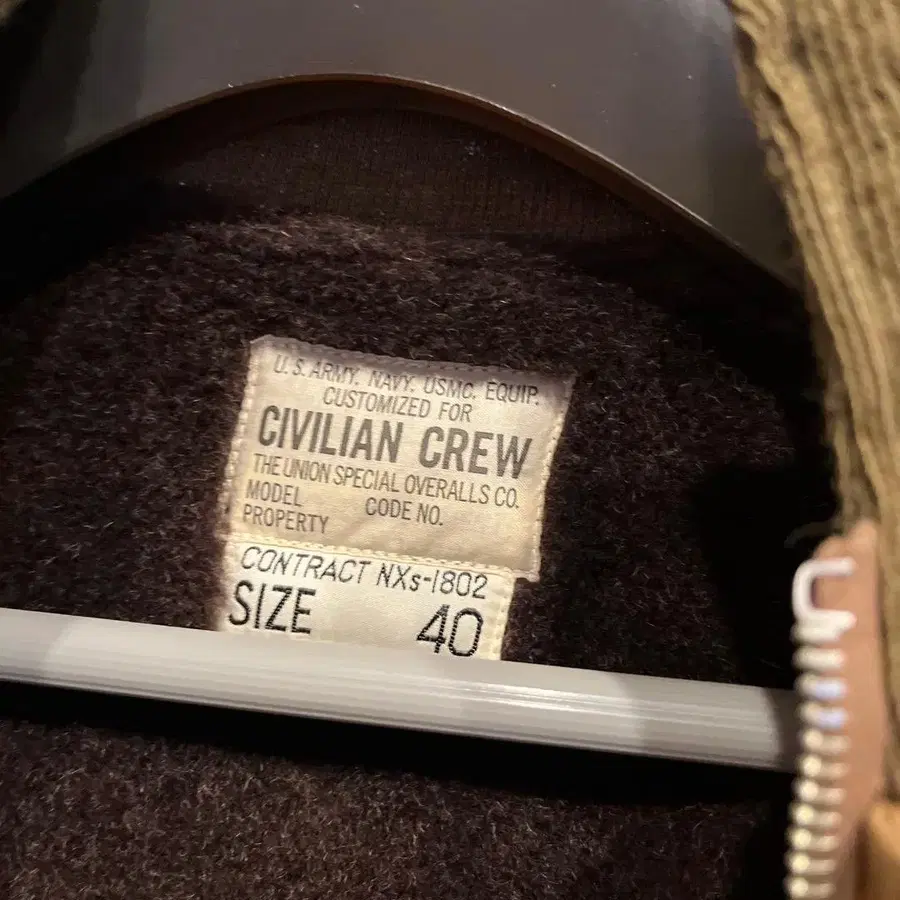 U.S. ARMY. NAVY. USMC. EQUIP.
CUSTOMIZED FOR
CIVILIAN CREW
THE UNION SPECIAL OVERALLS CO.
MODEL CODE NO.
PROPERTY
CONTRACT NXs-1802
SIZE 40